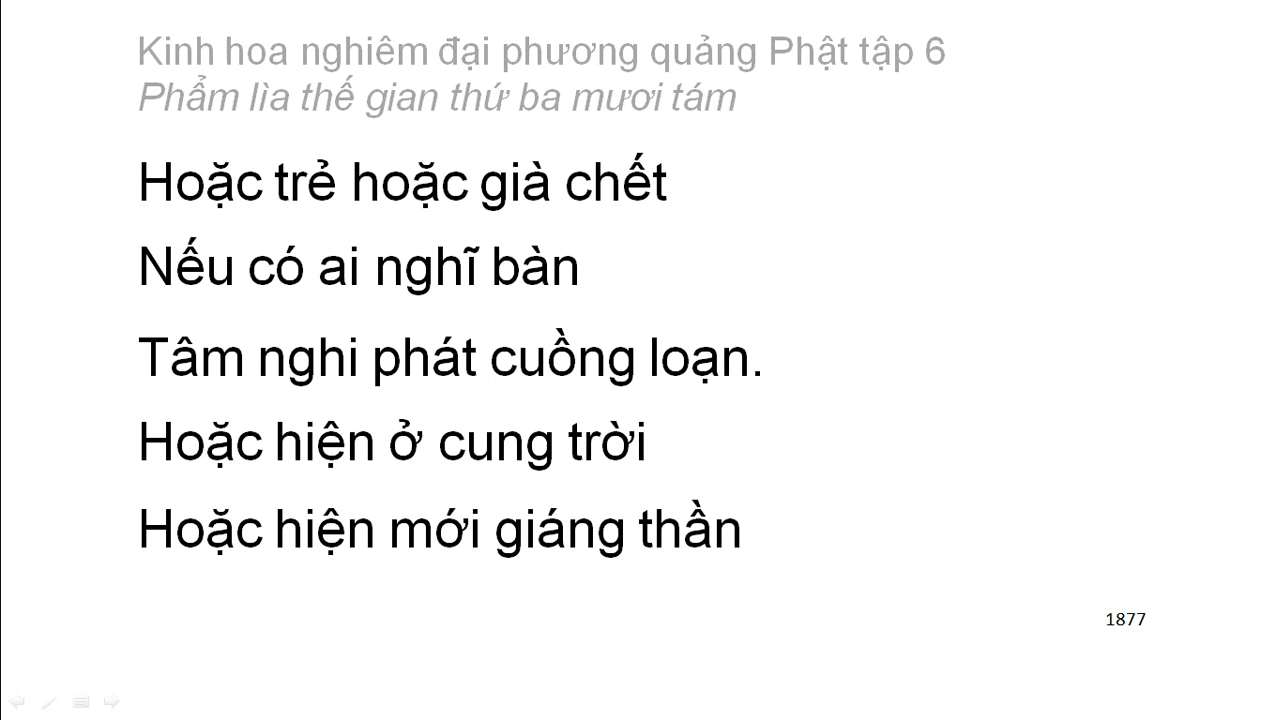 Kinh hoa nghiêm đại phương quảng Phật tập 6
Phẩm lìa thế gian thứ ba mươi tám
Hoặc trẻ hoặc già chết
Nếu có ai nghĩ bàn
Tâm nghi phát cuồng loạn.
Hoặc hiện ở cung trời
Hoặc hiện mới giáng thần
1877